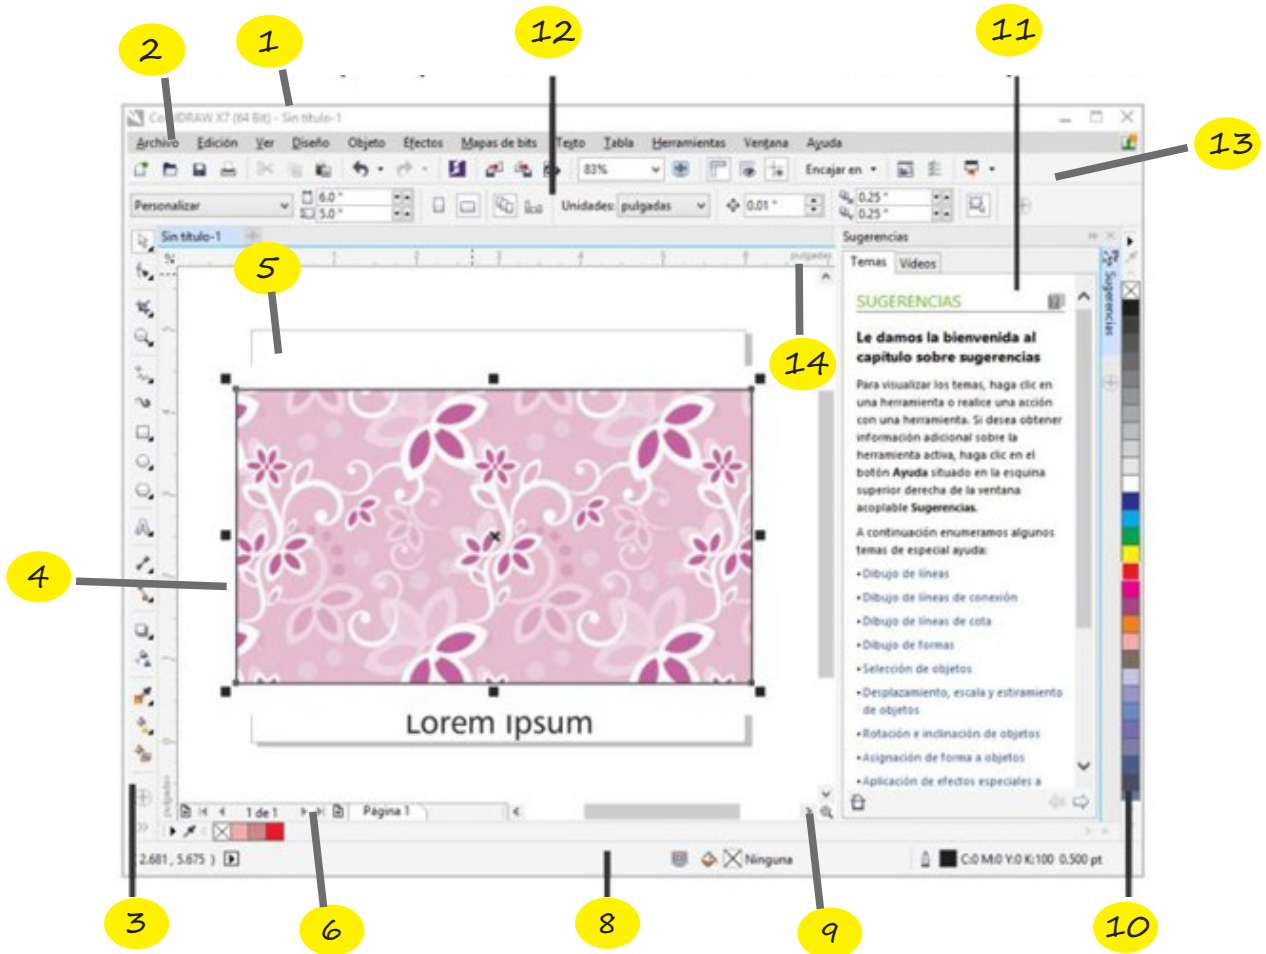 1
2
12
11
CorelDRAW X7 (64 Bit) - Sin título-1
Archivo Edición Ver Diseño Objeto Efectos Mapas de bits Texto Tabla Herramientas Ventana Ayuda
13
83% Encajar en
Personalizar 6.0 " 5.0 " Unidades: pulgadas 0.01 " 0.25 " 0.25 "
Sin título-1
Sugerencias
5
pulgadas
Temas Vídeos
Sugerencias
SUGERENCIAS
14
Le damos la bienvenida al
capítulo sobre sugerencias
Para visualizar los temas, haga clic en
una herramienta o realice una acción
con una herramienta. Si desea obtener
información adicional sobre la
herramienta activa, haga clic en el
botón Ayuda situado en la esquina
superior derecha de la ventana
acoplable Sugerencias.
A continuación enumeramos algunos
temas de especial ayuda:
4
•Dibujo de líneas
•Dibujo de líneas de conexión
•Dibujo de líneas de cota
•Dibujo de formas
•Selección de objetos
•Desplazamiento, escala y estiramiento
de objetos
•Rotación e inclinación de objetos
•Asignación de forma a objetos
•Aplicación de efectos especiales a
Lorem Ipsum
pulgadas
1 de 1 Página 1
2.681 , 5.675 ) Ninguna C:0 M:0 Y:0 K:100 0.500 pt
3
6
8
9
10